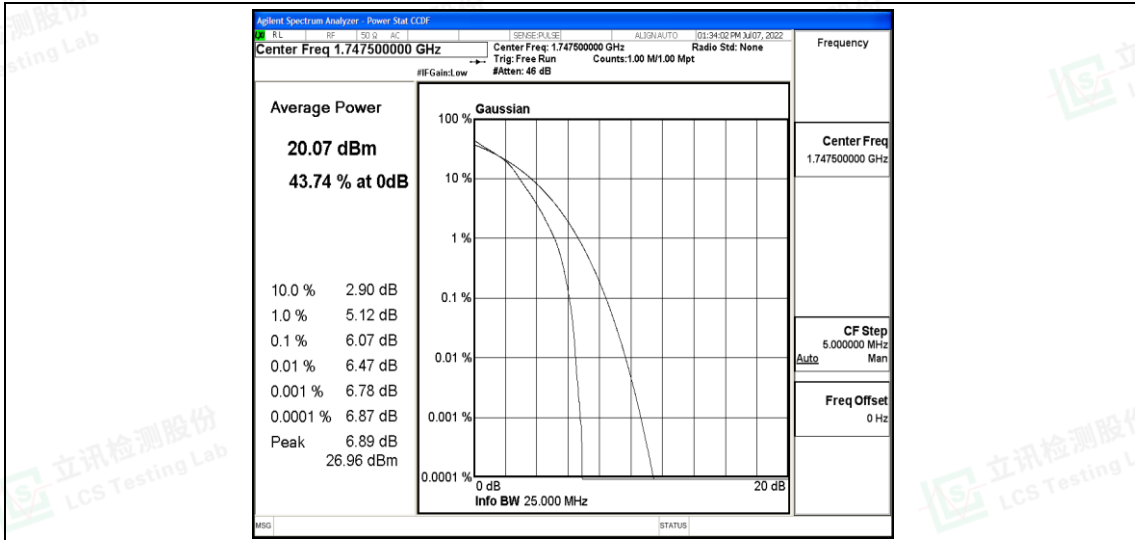 Agilent Spectrum Analyzer - Power Stat CCDF
RL RF 50 Ω AC SENSE:PULSE ALIGNAUTO 01:34:02 PM Jul 07, 2022
Center Freq 1.747500000 GHz
Center Freq: 1.747500000 GHz Radio Std: None
Trig: Free Run Counts:1.00 M/1.00 Mpt
#IFGain:Low #Atten: 46 dB
Frequency
Average Power
20.07 dBm
43.74 % at 0dB
10.0 % 2.90 dB
1.0 % 5.12 dB
0.1 % 6.07 dB
0.01 % 6.47 dB
0.001 % 6.78 dB
0.0001 % 6.87 dB
Peak 6.89 dB
26.96 dBm
Gaussian
100 %
10 %
1 %
0.1 %
0.01 %
0.001 %
0.0001 %
0 dB 20 dB
Info BW 25.000 MHz
Center Freq
1.747500000 GHz
CF Step
5.000000 MHz
Auto Man
Freq Offset
0 Hz
MSG STATUS
立讯检测股份
LCS Testing Lab
立讯检测股份
LCS Testing L